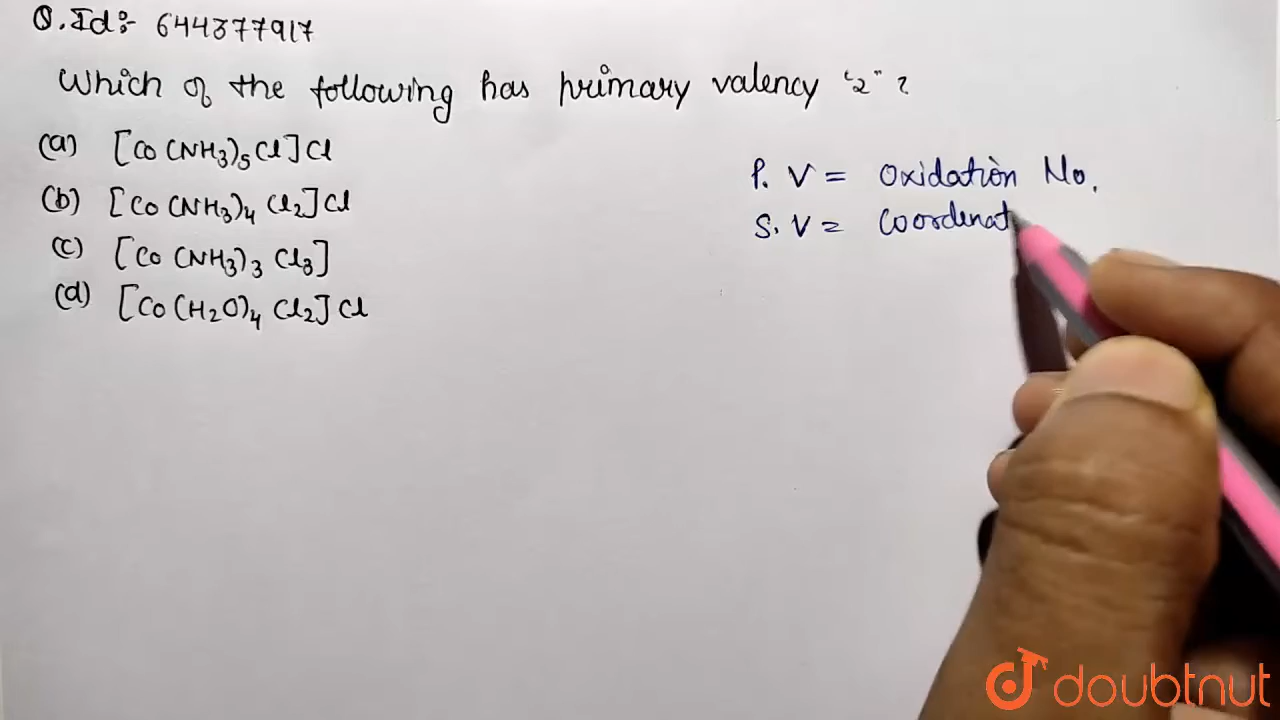 Q.Id:- 644377917
Which of the following has primary valency "2" ?
(a) [Co(NH3)5Cl]Cl
(b) [Co(NH3)4Cl2]Cl
(c) [Co(NH3)3Cl3]
(d) [Co(H2O)4Cl2]Cl
P. V = Oxidation No.
S. V = Coordenat
doubtnut